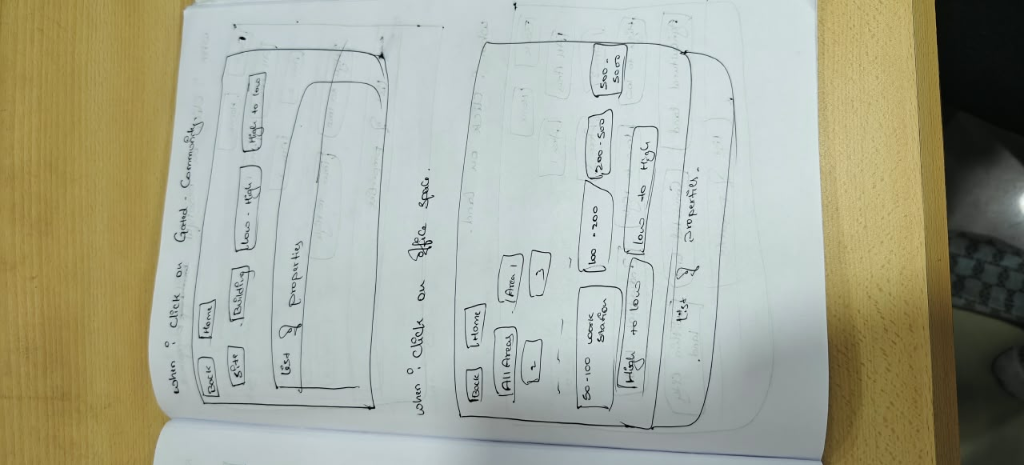 when i click on Gated Community.
Back Home
Site Building low - High High to low
List of properties
when i click on office space.
Back Home
All Areas Area 1
2 3
50-100 work station 100 - 200 200 - 500 500 - 5000
High to low low to High
List of properties.